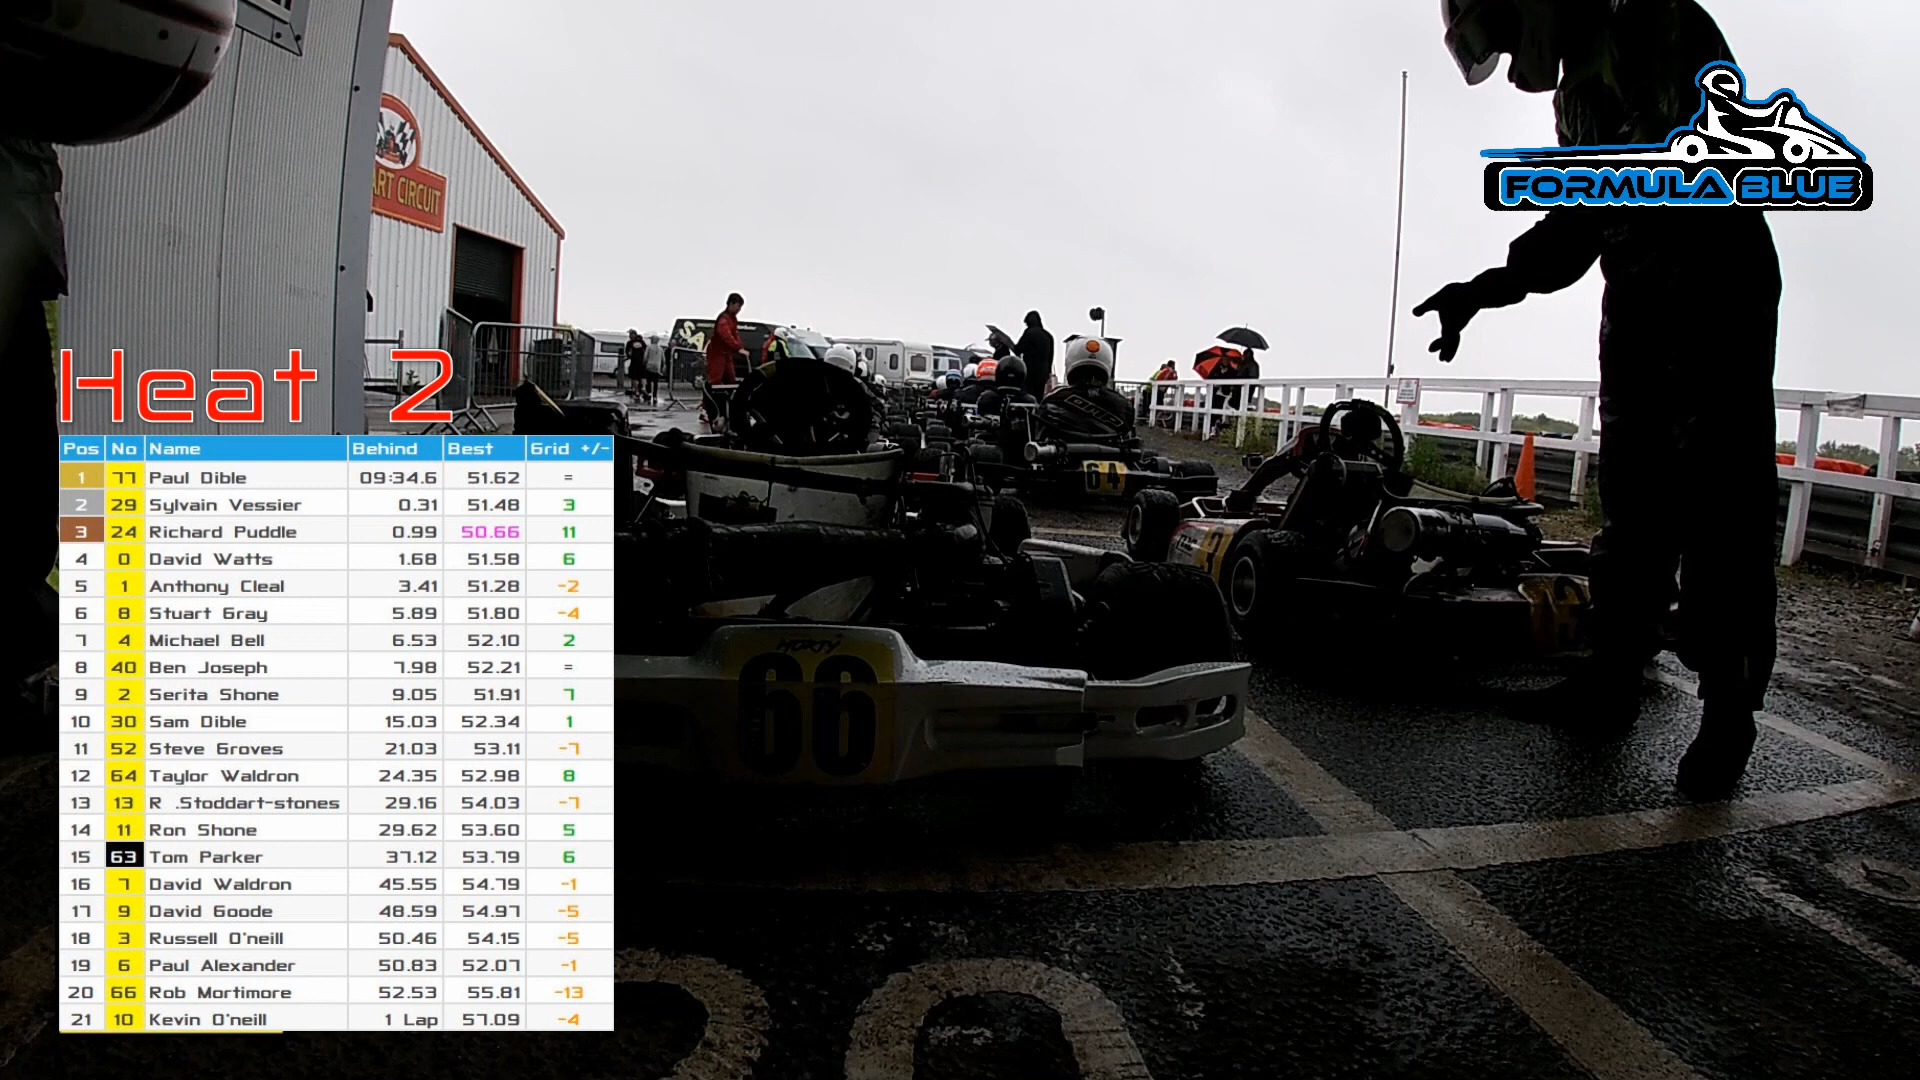 ART CIRCUIT
FORMULA BLUE
SA
Heat 2
Pos No Name Behind Best Grid +/-
1 77 Paul Dible 09:34.6 51.62 =
2 29 Sylvain Vessier 0.31 51.48 3
3 24 Richard Puddle 0.99 50.66 11
4 0 David Watts 1.68 51.58 6
5 1 Anthony Cleal 3.41 51.28 -2
6 8 Stuart Gray 5.89 51.80 -4
7 4 Michael Bell 6.53 52.10 2
8 40 Ben Joseph 7.98 52.21 =
9 2 Serita Shone 9.05 51.91 7
10 30 Sam Dible 15.03 52.34 1
11 52 Steve Groves 21.03 53.11 -7
12 64 Taylor Waldron 24.35 52.98 8
13 13 R .Stoddart-stones 29.16 54.03 -7
14 11 Ron Shone 29.62 53.60 5
15 63 Tom Parker 37.12 53.79 6
16 7 David Waldron 45.55 54.79 -1
17 9 David Goode 48.59 54.97 -5
18 3 Russell O'neill 50.46 54.15 -5
19 6 Paul Alexander 50.83 52.07 -1
20 66 Rob Mortimore 52.53 55.81 -13
21 10 Kevin O'neill 1 Lap 57.09 -4
64
13
MORTY
66